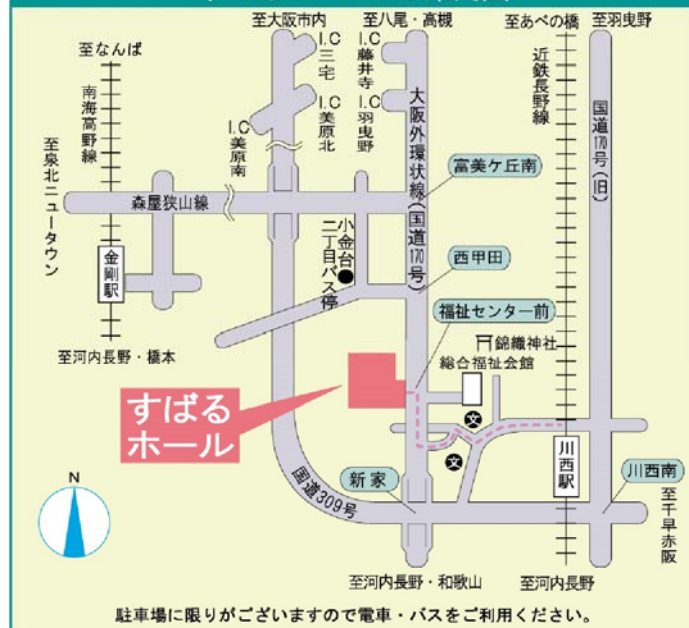 至大阪市内
至八尾・高槻
至あべの橋
至羽曳野
至なんば
南海高野線
至泉北ニュータウン
I.C三宅
I.C美原北
I.C美原南
I.C藤井寺
I.C羽曳野
大阪外環状線(国道170号)
近鉄長野線
国道170号(旧)
森屋狭山線
富美ケ丘南
金剛駅
小金台
二丁目バス停
西甲田
福祉センター前
至河内長野・橋本
錦織神社
総合福祉会館
すばる
ホール
文
文
川西駅
N
国道309号
新家
川西南
至千早赤阪
至河内長野・和歌山
至河内長野
駐車場に限りがございますので電車・バスをご利用ください。